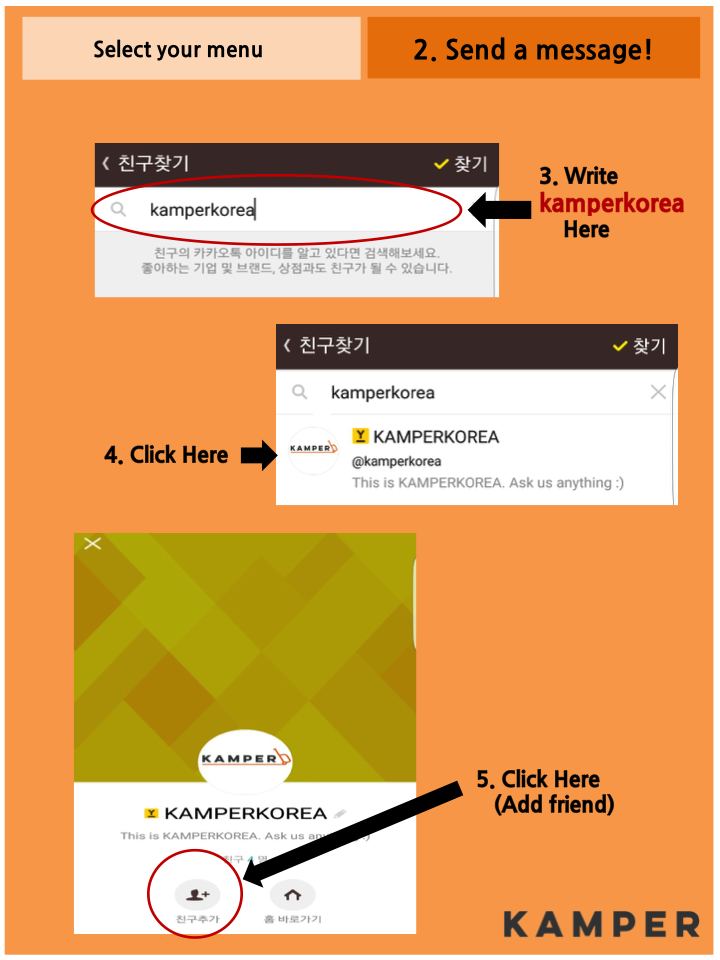 Select your menu
2. Send a message!
친구찾기
찾기
kamperkorea
3. Write
kamperkorea
Here
친구의 카카오톡 아이디를 알고 있다면 검색해보세요.
좋아하는 기업 및 브랜드, 상점과도 친구가 될 수 있습니다.
친구찾기
찾기
kamperkorea
4. Click Here
KAMPER
KAMPERKOREA
@kamperkorea
This is KAMPERKOREA. Ask us anything :)
KAMPER
5. Click Here
(Add friend)
KAMPERKOREA
This is KAMPERKOREA. Ask us
친구추가
홈 바로가기
KAMPER